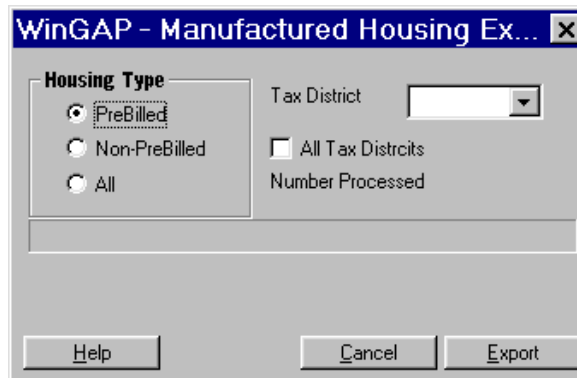 WinGAP - Manufactured Housing Ex...
Housing Type
PreBilled
Non-PreBilled
All
Tax District
All Tax Distrcits
Number Processed
Help
Cancel
Export